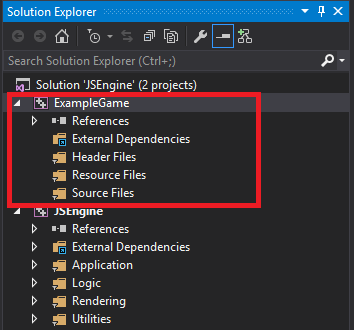 Solution Explorer
Search Solution Explorer (Ctrl+;)
Solution 'JSEngine' (2 projects)
ExampleGame
References
External Dependencies
Header Files
Resource Files
Source Files
JSEngine
References
External Dependencies
Application
Logic
Rendering
Utilities